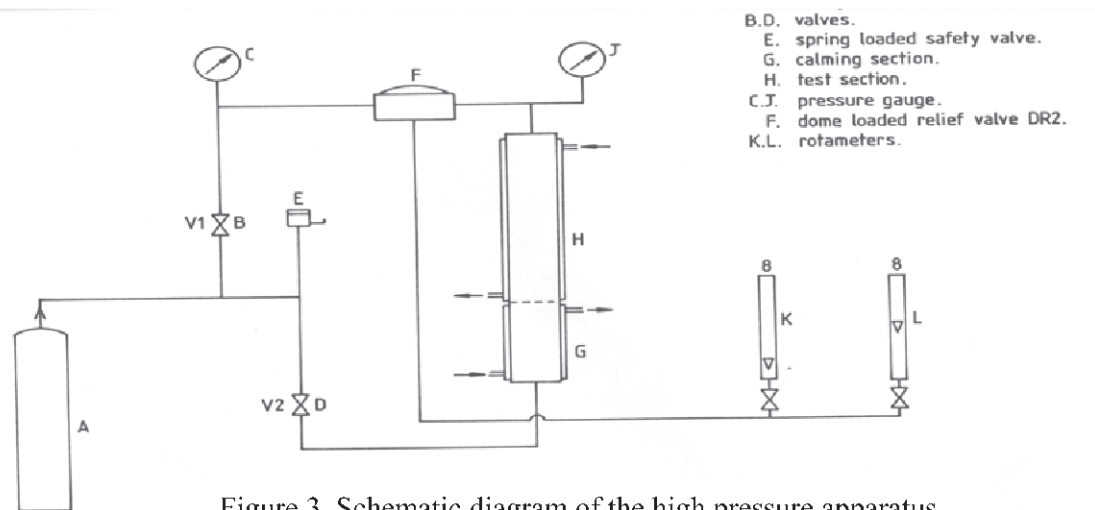 B.D. valves.
E. spring loaded safety valve.
G. calming section.
H. test section.
C.J. pressure gauge.
F. dome loaded relief valve DR2.
K.L. rotameters.
C
F
J
E
V1 B
H
8
8
K
L
G
V2 D
A
Figure 3. Schematic diagram of the high pressure apparatus